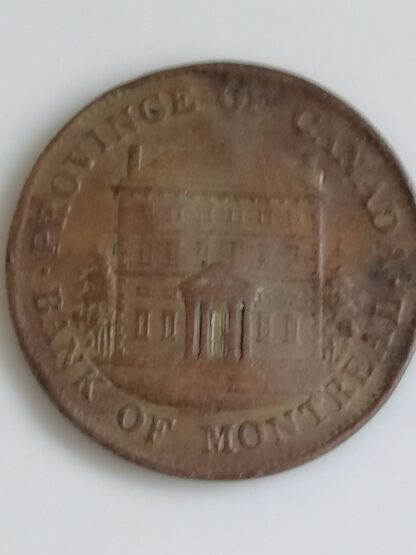 PROVINCE OF CANADA
BANK OF MONTREAL